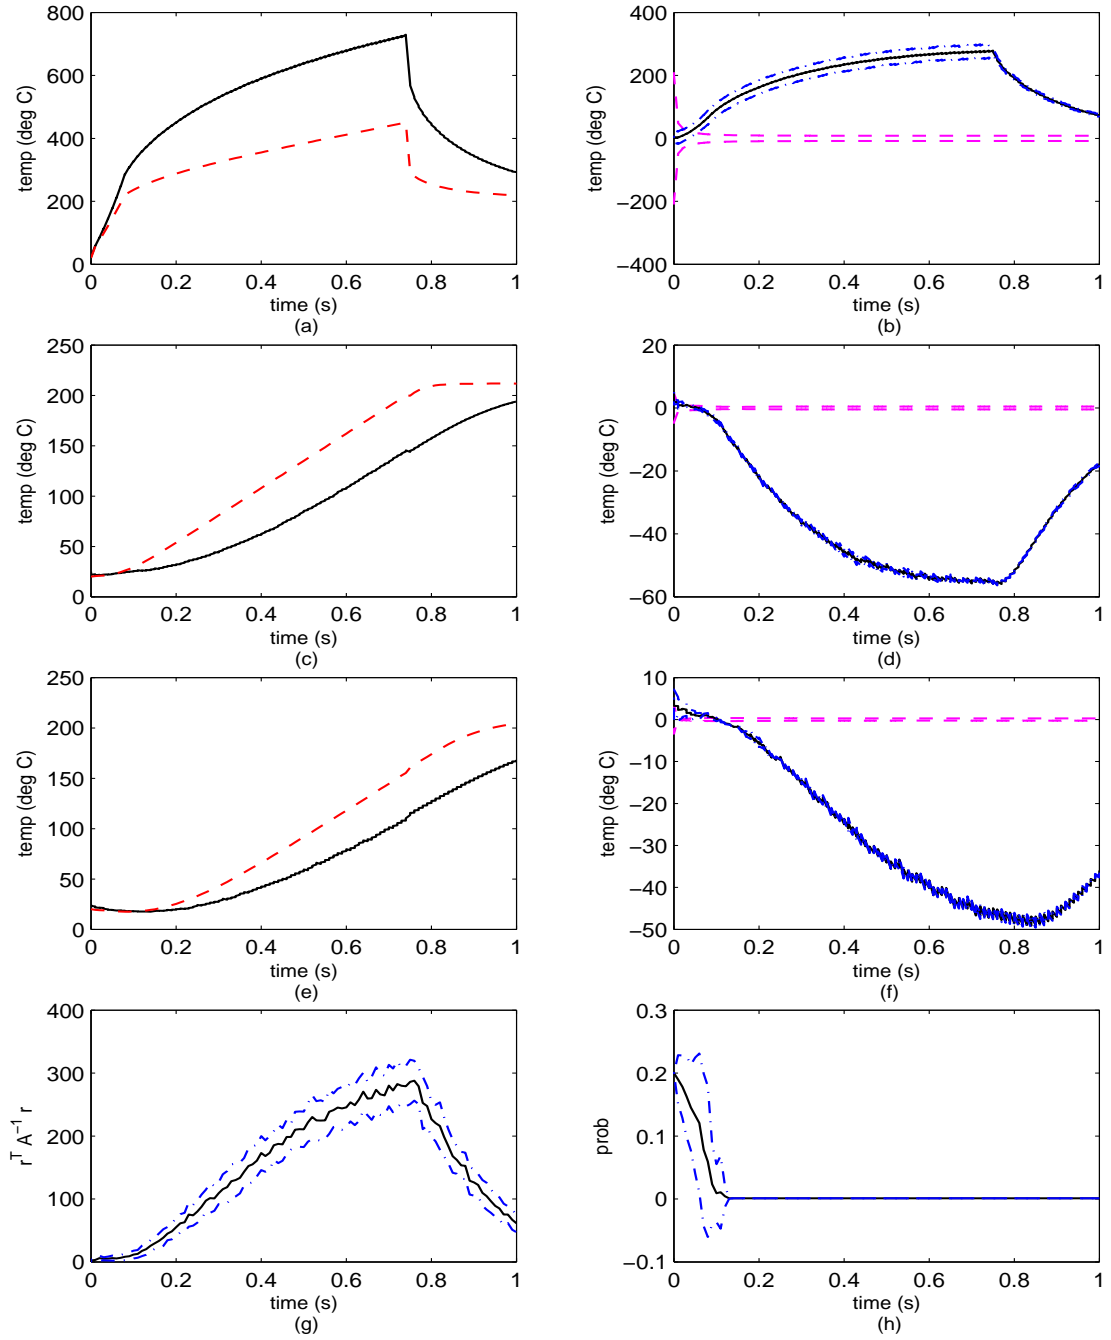 800
600
400
200
0
temp (deg C)
0 0.2 0.4 0.6 0.8 1
time (s)
(a)
400
200
0
−200
−400
temp (deg C)
0 0.2 0.4 0.6 0.8 1
time (s)
(b)
250
200
150
100
50
0
temp (deg C)
0 0.2 0.4 0.6 0.8 1
time (s)
(c)
20
0
−20
−40
−60
temp (deg C)
0 0.2 0.4 0.6 0.8 1
time (s)
(d)
250
200
150
100
50
0
temp (deg C)
0 0.2 0.4 0.6 0.8 1
time (s)
(e)
10
0
−10
−20
−30
−40
−50
temp (deg C)
0 0.2 0.4 0.6 0.8 1
time (s)
(f)
400
300
200
100
0
r^T A^−1 r
0 0.2 0.4 0.6 0.8 1
time (s)
(g)
0.3
0.2
0.1
0
−0.1
prob
0 0.2 0.4 0.6 0.8 1
time (s)
(h)